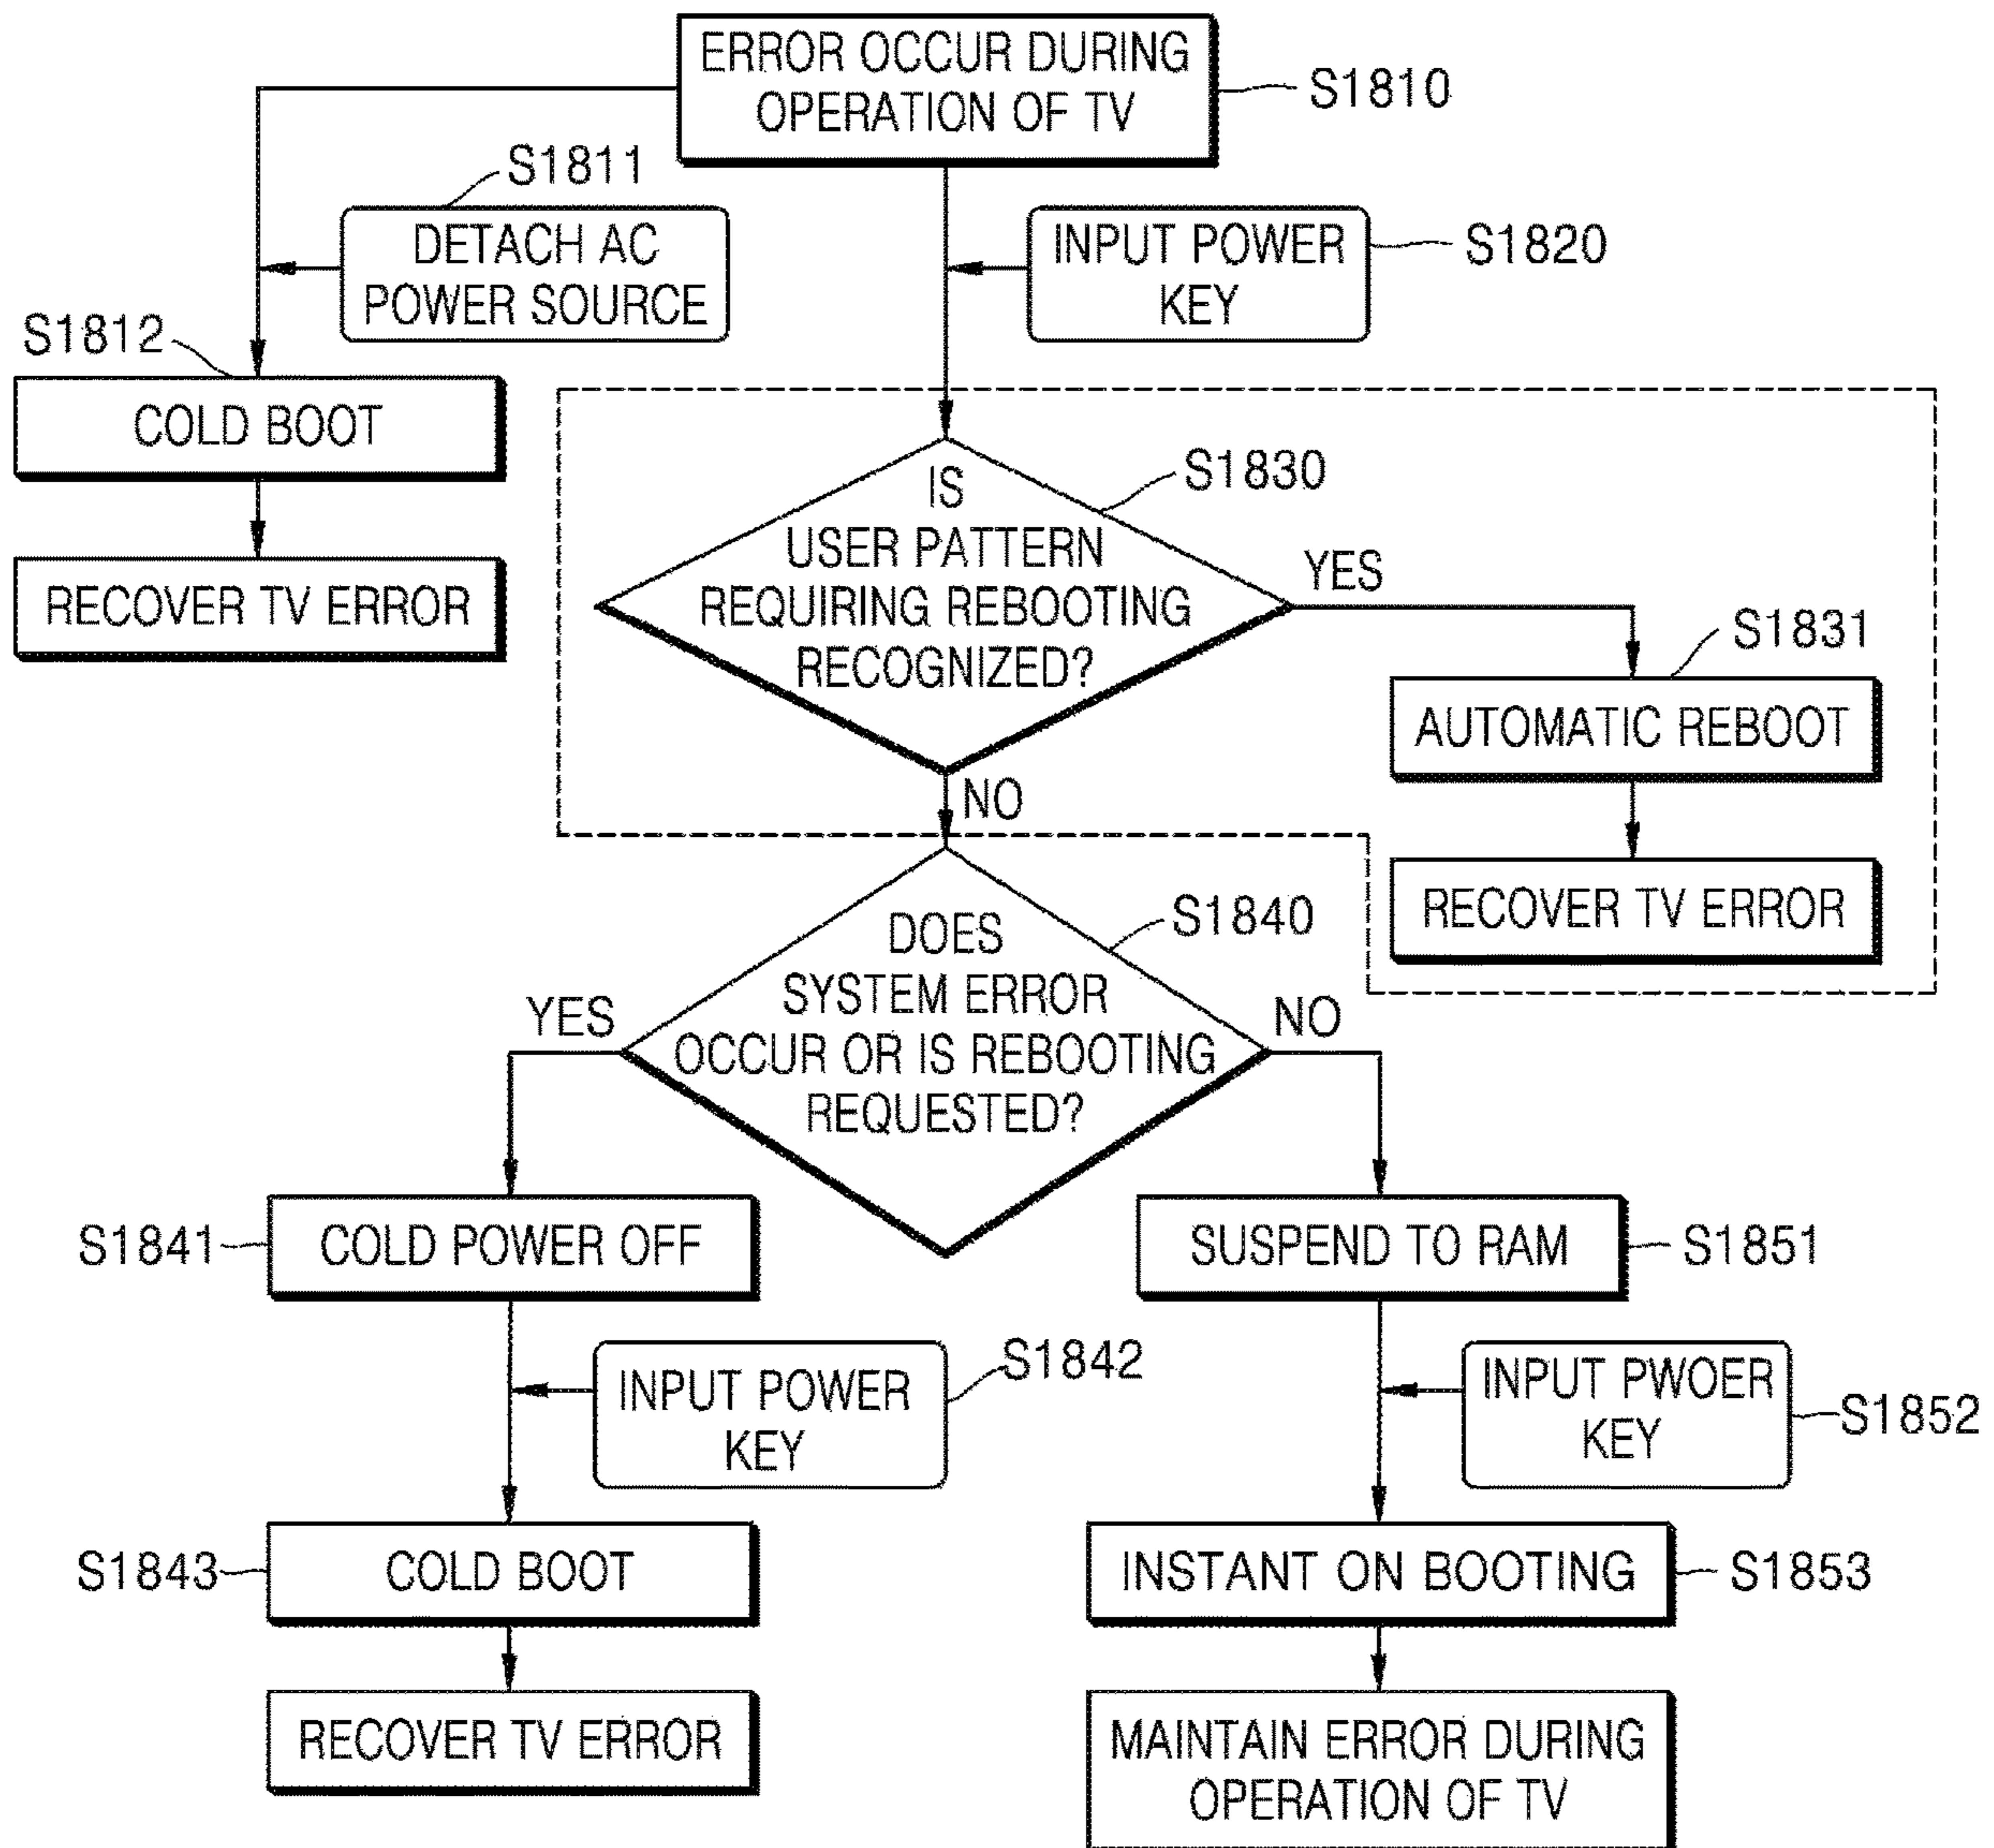 ERROR OCCUR DURING
OPERATION OF TV
S1810
S1811
DETACH AC
POWER SOURCE
INPUT POWER
KEY
S1820
S1812
COLD BOOT
RECOVER TV ERROR
S1830
IS
USER PATTERN
REQUIRING REBOOTING
RECOGNIZED?
YES
S1831
AUTOMATIC REBOOT
RECOVER TV ERROR
NO
S1840
DOES
SYSTEM ERROR
OCCUR OR IS REBOOTING
REQUESTED?
YES
NO
S1841
COLD POWER OFF
SUSPEND TO RAM
S1851
INPUT POWER
KEY
S1842
INPUT PWOER
KEY
S1852
S1843
COLD BOOT
INSTANT ON BOOTING
S1853
RECOVER TV ERROR
MAINTAIN ERROR DURING
OPERATION OF TV